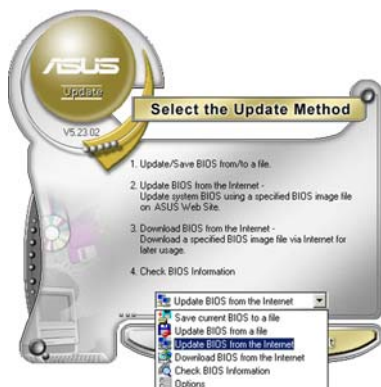 ASUS
Update
V5.23.02
Select the Update Method
1. Update/Save BIOS from/to a file.
2. Update BIOS from the Internet -
Update system BIOS using a specified BIOS image file
on ASUS Web Site.
3. Download BIOS from the Internet -
Download a specified BIOS image file via Internet for
later usage.
4. Check BIOS Information
Update BIOS from the Internet
Save current BIOS to a file
Update BIOS from a file
Update BIOS from the Internet
Download BIOS from the Internet
Check BIOS Information
Options